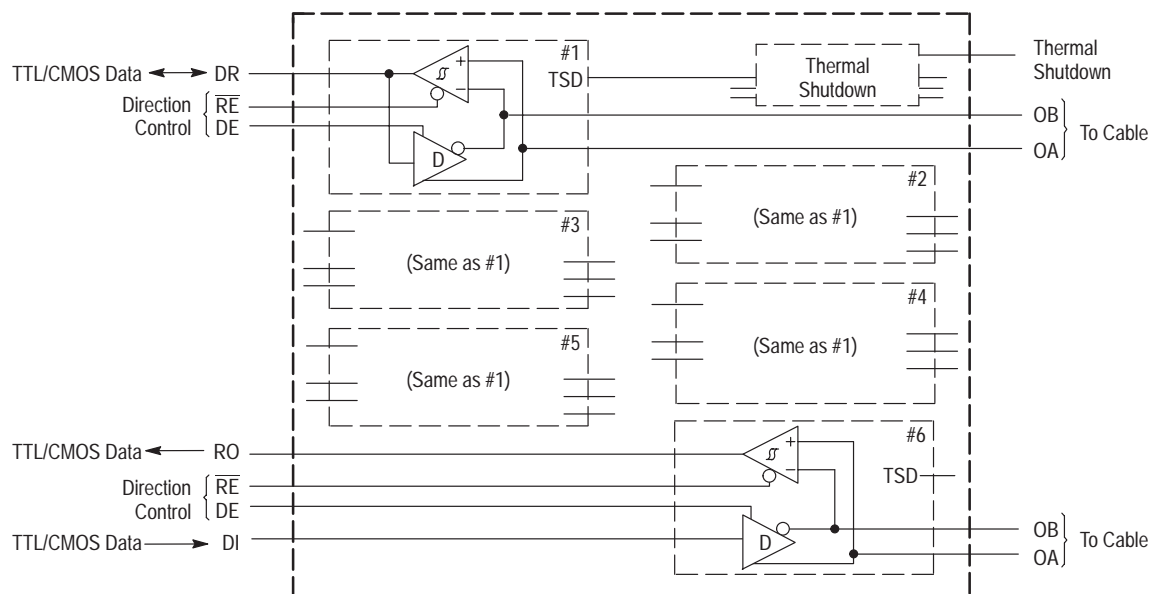 #1
Thermal
Shutdown
TTL/CMOS Data DR
+
TSD
Thermal
Shutdown
Direction
Control
{
R̅E̅
DE
−
OB
OA
} To Cable
D
#2
(Same as #1)
#3
(Same as #1)
#4
(Same as #1)
#5
(Same as #1)
#6
TTL/CMOS Data RO
+
−
TSD
Direction
Control
{
R̅E̅
DE
TTL/CMOS Data DI
D
OB
OA
} To Cable